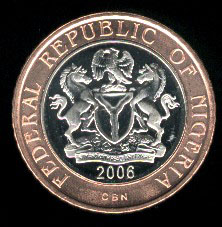 FEDERAL REPUBLIC OF NIGERIA
2006
CBN